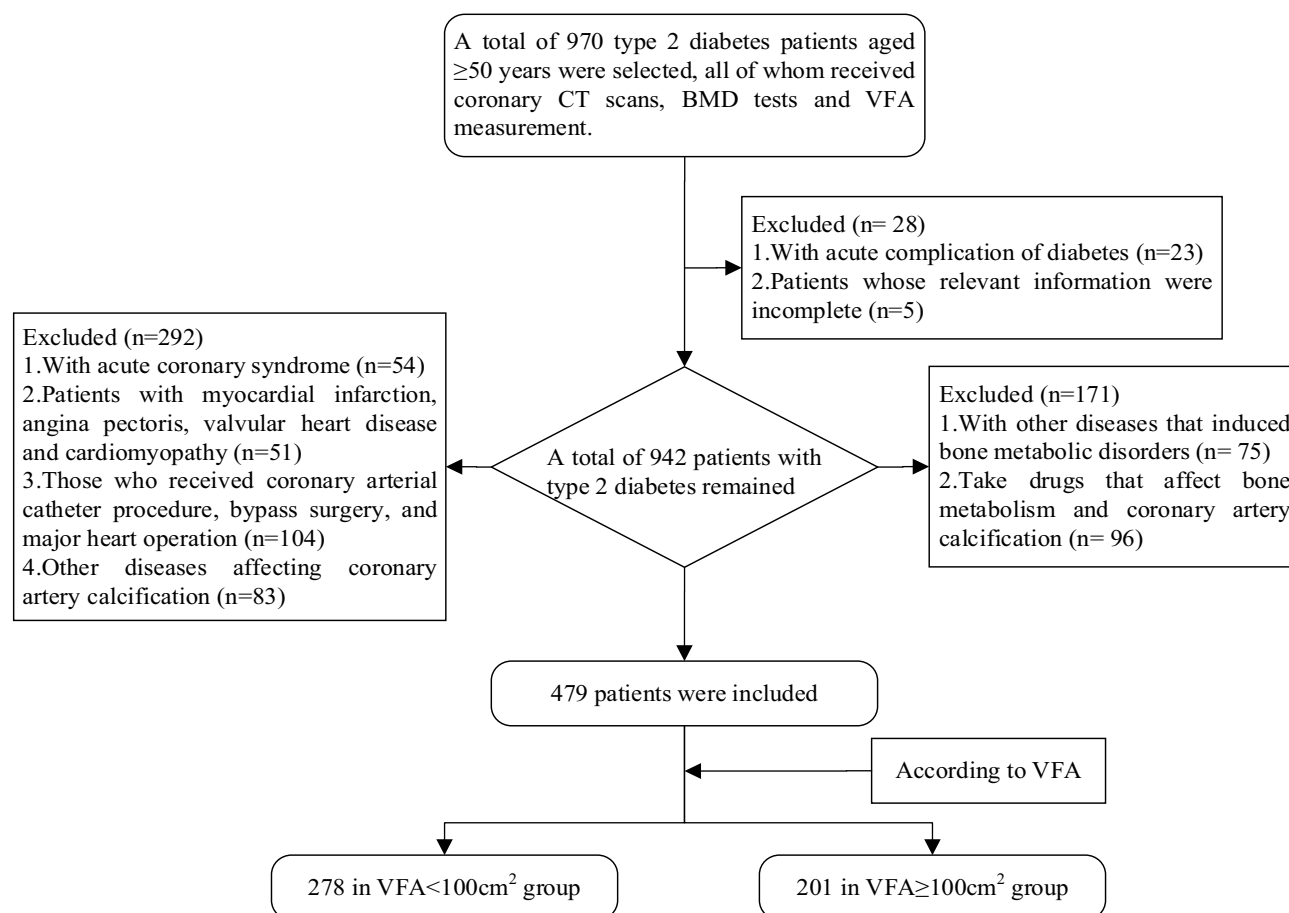 A total of 970 type 2 diabetes patients aged
≥50 years were selected, all of whom received
coronary CT scans, BMD tests and VFA
measurement.
Excluded (n= 28)
1.With acute complication of diabetes (n=23)
2.Patients whose relevant information were
incomplete (n=5)
Excluded (n=292)
1.With acute coronary syndrome (n=54)
2.Patients with myocardial infarction,
angina pectoris, valvular heart disease
and cardiomyopathy (n=51)
3.Those who received coronary arterial
catheter procedure, bypass surgery, and
major heart operation (n=104)
4.Other diseases affecting coronary
artery calcification (n=83)
A total of 942 patients with
type 2 diabetes remained
Excluded (n=171)
1.With other diseases that induced
bone metabolic disorders (n= 75)
2.Take drugs that affect bone
metabolism and coronary artery
calcification (n= 96)
479 patients were included
According to VFA
278 in VFA<100cm² group
201 in VFA≥100cm² group